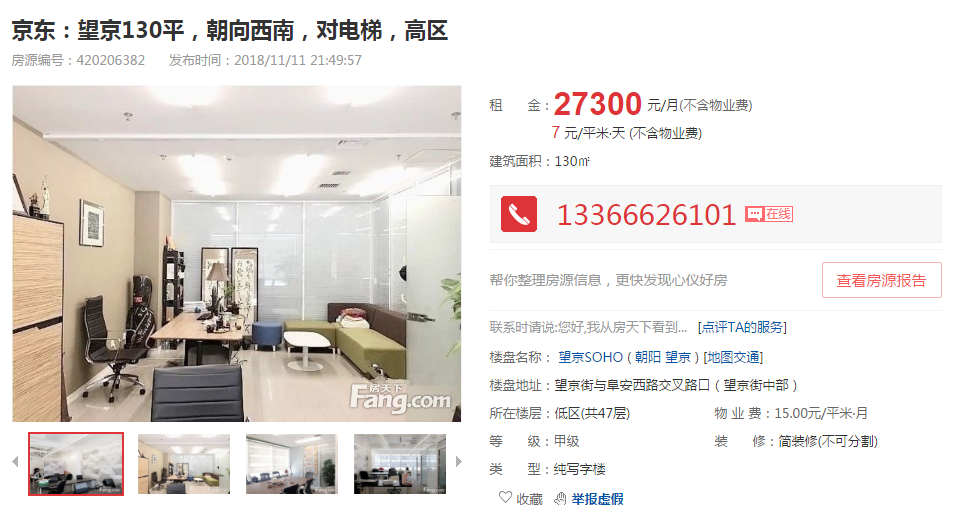 京东：望京130平，朝向西南，对电梯，高区
房源编号：420206382 发布时间：2018/11/11 21:49:57
租 金：27300 元/月(不含物业费)
7 元/平米·天 (不含物业费)
建筑面积：130㎡
13366626101 在线
帮你整理房源信息，更快发现心仪好房 查看房源报告
联系时请说:您好,我从房天下看到... [点评TA的服务]
楼盘名称： 望京SOHO ( 朝阳 望京 ) [地图交通]
楼盘地址：望京街与阜安西路交叉路口（ 望京街中部 ）
所在楼层：低区(共47层) 物 业 费：15.00元/平米·月
等 级：甲级 装 修：简装修(不可分割)
类 型：纯写字楼
收藏 举报虚假
房天下
Fang.com